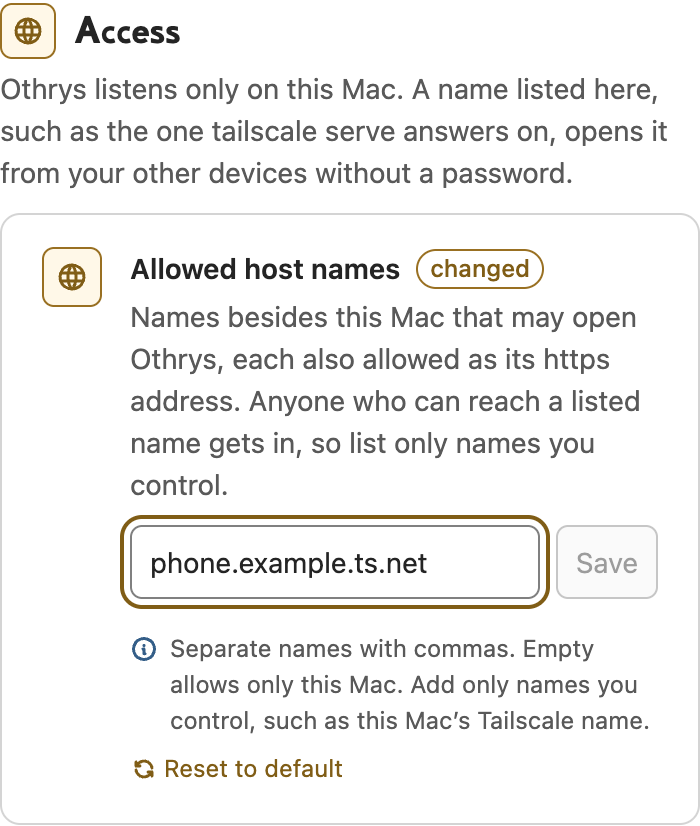 Access
Othrys listens only on this Mac. A name listed here,
such as the one tailscale serve answers on, opens it
from your other devices without a password.
Allowed host names changed
Names besides this Mac that may open
Othrys, each also allowed as its https
address. Anyone who can reach a listed
name gets in, so list only names you
control.
phone.example.ts.net Save
Separate names with commas. Empty
allows only this Mac. Add only names you
control, such as this Mac’s Tailscale name.
Reset to default